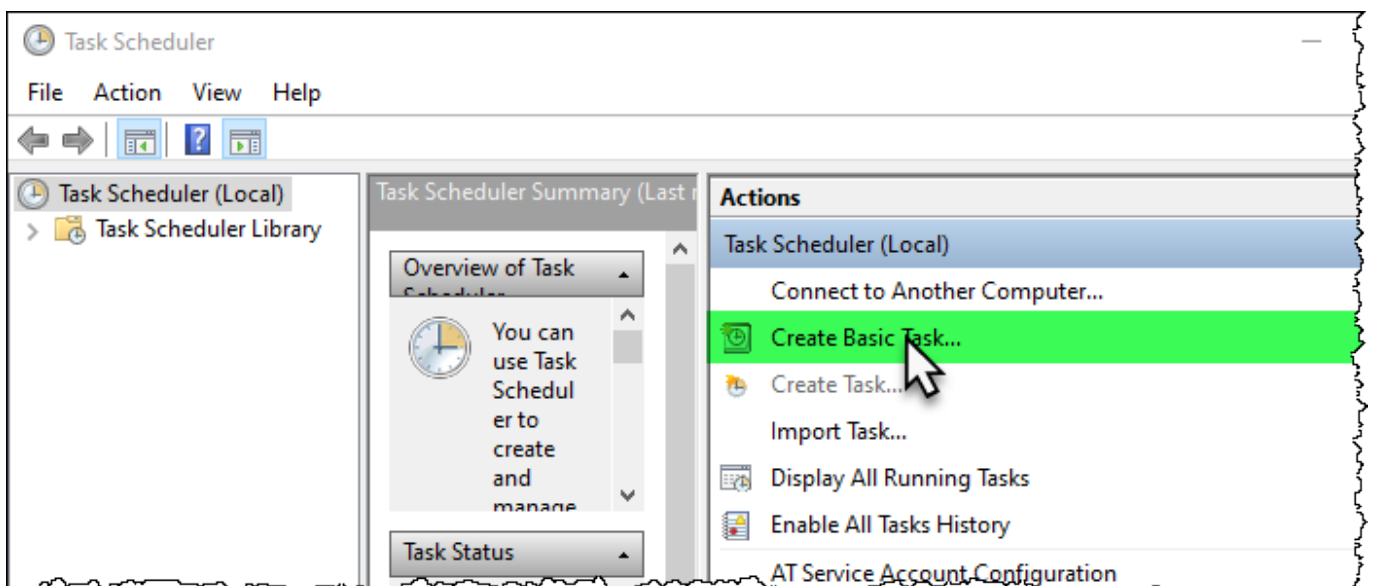 Task Scheduler
File Action View Help
Task Scheduler (Local)
Task Scheduler Library
Task Scheduler Summary (Last
Overview of Task
Scheduler
You can
use Task
Schedul
er to
create
and
manage
Task Status
Actions
Task Scheduler (Local)
Connect to Another Computer...
Create Basic Task...
Create Task...
Import Task...
Display All Running Tasks
Enable All Tasks History
AT Service Account Configuration